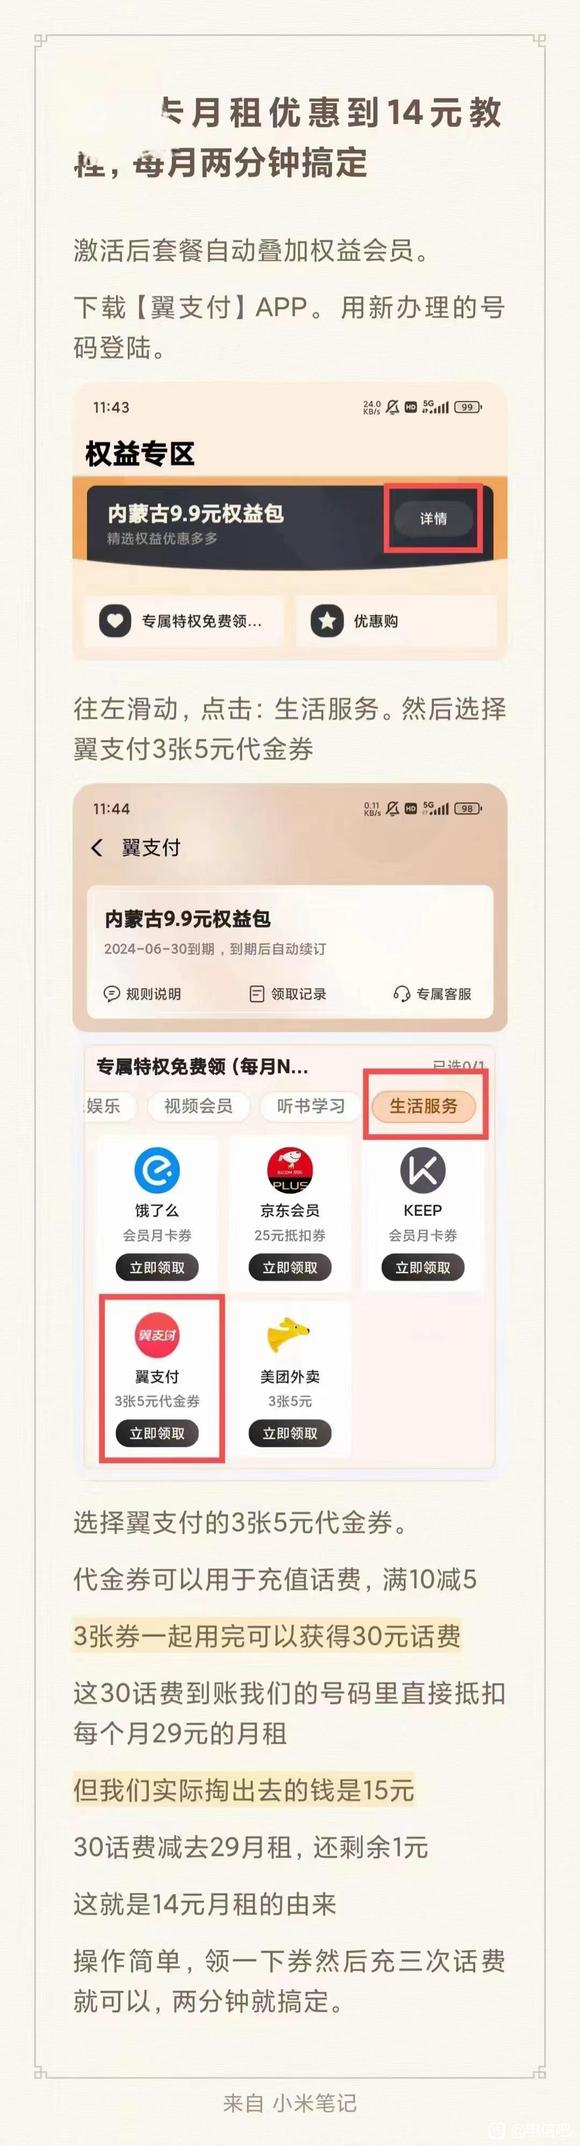 卡月租优惠到14元教
程，每月两分钟搞定
激活后套餐自动叠加权益会员。
下载【翼支付】APP。用新办理的号
码登陆。
11:43
24.0 KB/s HD 5G 99
权益专区
内蒙古9.9元权益包
详情
精选权益优惠多多
专属特权免费领... 优惠购
往左滑动，点击：生活服务。然后选择
翼支付3张5元代金券
11:44
0.11 KB/s HD 5G 98
翼支付
内蒙古9.9元权益包
2024-06-30到期，到期后自动续订
规则说明 领取记录 专属客服
专属特权免费领（每月N... 已选0/1
娱乐 视频会员 听书学习 生活服务
JD.COM 京东
PLUS
饿了么 京东会员 KEEP
会员月卡券 25元抵扣券 会员月卡券
立即领取 立即领取 立即领取
翼支付
翼支付 美团外卖
3张5元代金券 3张5元
立即领取 立即领取
选择翼支付的3张5元代金券。
代金券可以用于充值话费，满10减5
3张券一起用完可以获得30元话费
这30话费到账我们的号码里直接抵扣
每个月29元的月租
但我们实际掏出去的钱是15元
30话费减去29月租，还剩余1元
这就是14元月租的由来
操作简单，领一下券然后充三次话费
就可以，两分钟就搞定。
来自 小米笔记
@电信吧